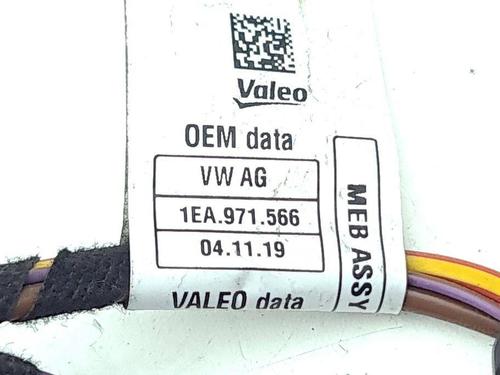 Valeo
OEM data
VW AG
1EA.971.566
04.11.19
VALEO data
MEB ASSY